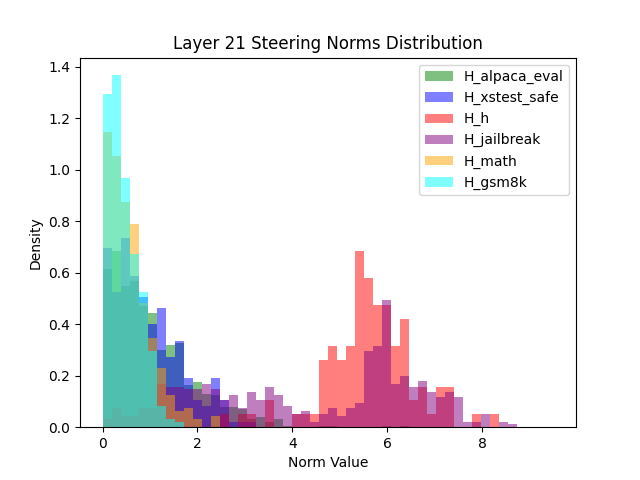 Layer 21 Steering Norms Distribution
1.4
1.2
1.0
0.8
0.6
0.4
0.2
0.0
Density
H_alpaca_eval
H_xstest_safe
H_h
H_jailbreak
H_math
H_gsm8k
0 2 4 6 8
Norm Value